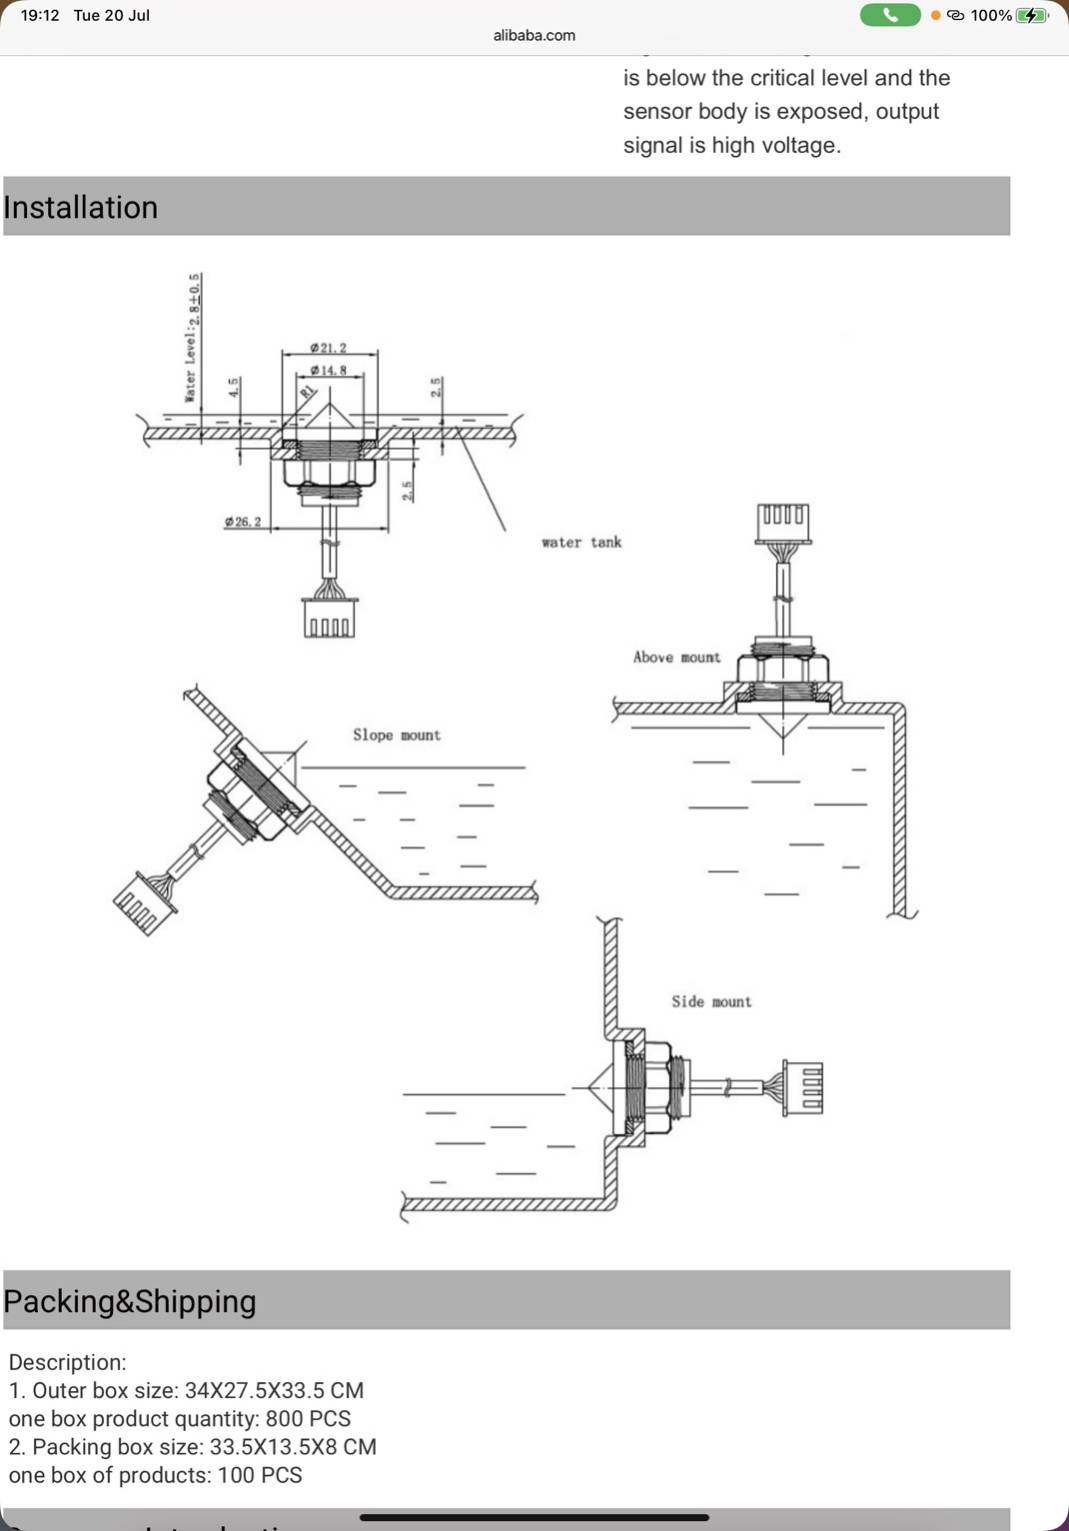 19:12 Tue 20 Jul
100%
alibaba.com
is below the critical level and the
sensor body is exposed, output
signal is high voltage.
Installation
Water Level:2.8±0.5
4.5
ø21.2
ø14.8
R1
2.5
2.5
ø26.2
water tank
Above mount
Slope mount
Side mount
Packing&Shipping
Description:
1. Outer box size: 34X27.5X33.5 CM
one box product quantity: 800 PCS
2. Packing box size: 33.5X13.5X8 CM
one box of products: 100 PCS